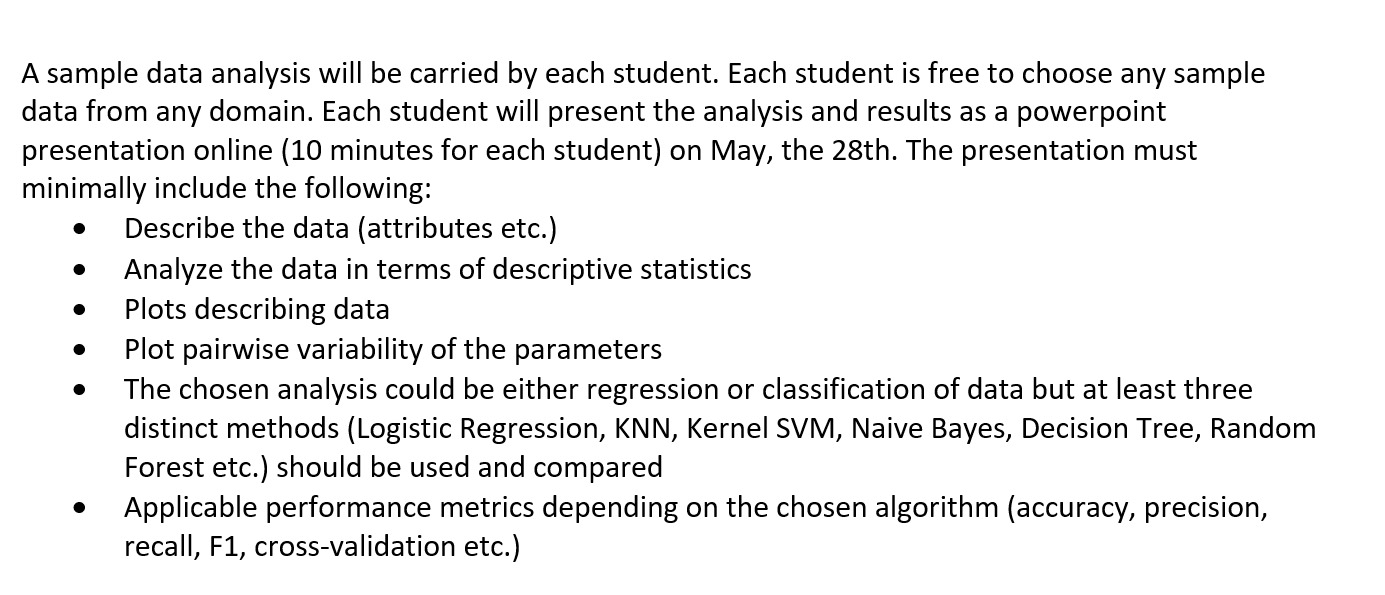 A sample data analysis will be carried by each student. Each student is free to choose any sample
data from any domain. Each student will present the analysis and results as a powerpoint
presentation online (10 minutes for each student) on May, the 28th. The presentation must
minimally include the following:
• Describe the data (attributes etc.)
• Analyze the data in terms of descriptive statistics
• Plots describing data
• Plot pairwise variability of the parameters
• The chosen analysis could be either regression or classification of data but at least three
distinct methods (Logistic Regression, KNN, Kernel SVM, Naive Bayes, Decision Tree, Random
Forest etc.) should be used and compared
• Applicable performance metrics depending on the chosen algorithm (accuracy, precision,
recall, F1, cross-validation etc.)